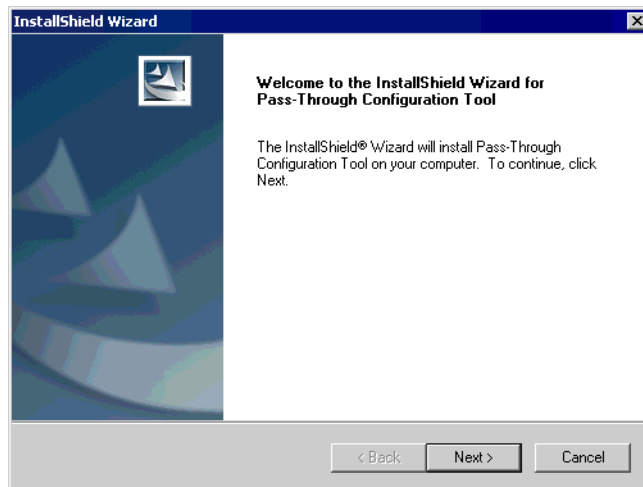 InstallShield Wizard
Welcome to the InstallShield Wizard for
Pass-Through Configuration Tool
The InstallShield® Wizard will install Pass-Through
Configuration Tool on your computer. To continue, click
Next.
< Back
Next >
Cancel